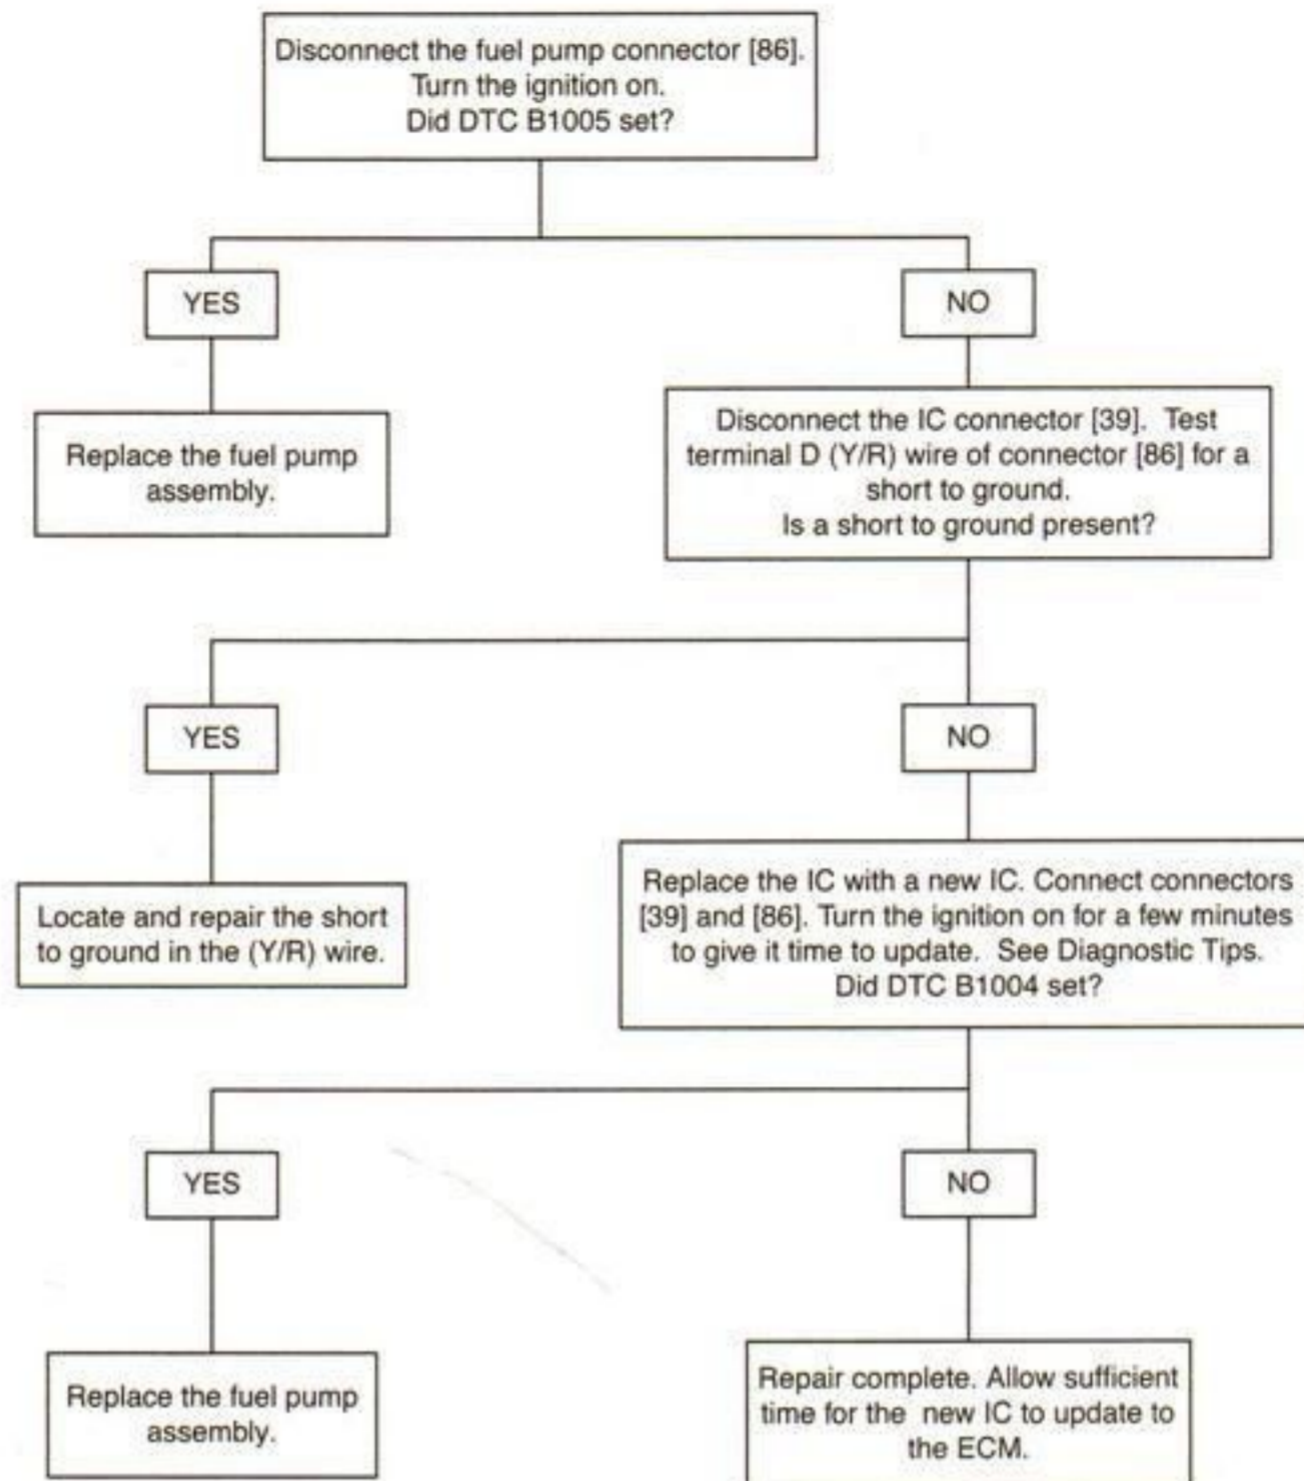 Disconnect the fuel pump connector [86].
Turn the ignition on.
Did DTC B1005 set?
YES
NO
Replace the fuel pump
assembly.
Disconnect the IC connector [39]. Test
terminal D (Y/R) wire of connector [86] for a
short to ground.
Is a short to ground present?
YES
NO
Locate and repair the short
to ground in the (Y/R) wire.
Replace the IC with a new IC. Connect connectors
[39] and [86]. Turn the ignition on for a few minutes
to give it time to update. See Diagnostic Tips.
Did DTC B1004 set?
YES
NO
Replace the fuel pump
assembly.
Repair complete. Allow sufficient
time for the new IC to update to
the ECM.